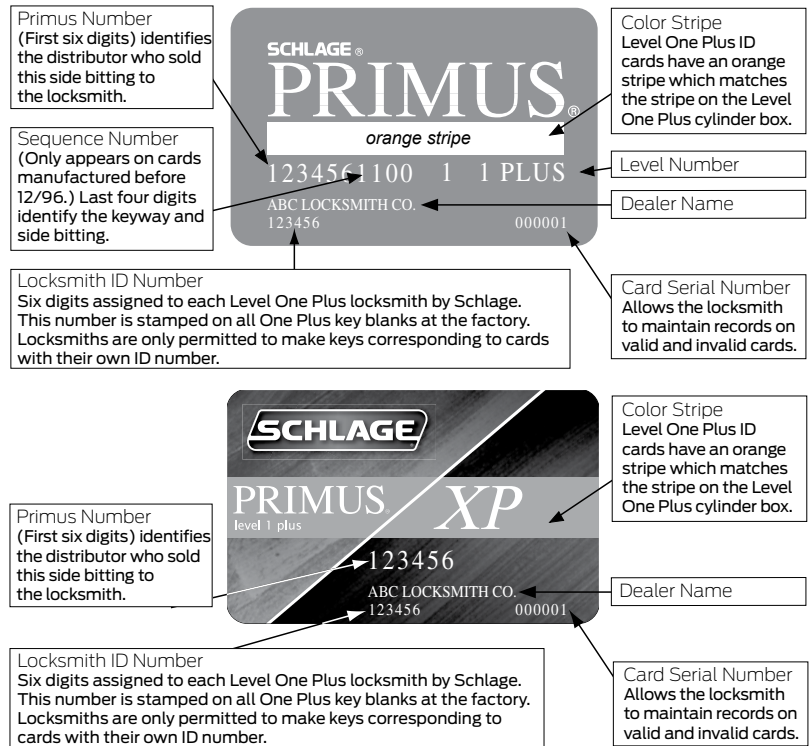 Primus Number
(First six digits) identifies
the distributor who sold
this side bitting to
the locksmith.
Sequence Number
(Only appears on cards
manufactured before
12/96.) Last four digits
identify the keyway and
side bitting.
SCHLAGE ®
PRIMUS®
orange stripe
1234561100 1 1 PLUS
ABC LOCKSMITH CO.
123456 000001
Color Stripe
Level One Plus ID
cards have an orange
stripe which matches
the stripe on the Level
One Plus cylinder box.
Level Number
Dealer Name
Locksmith ID Number
Six digits assigned to each Level One Plus locksmith by Schlage.
This number is stamped on all One Plus key blanks at the factory.
Locksmiths are only permitted to make keys corresponding to cards
with their own ID number.
Card Serial Number
Allows the locksmith
to maintain records on
valid and invalid cards.
SCHLAGE
PRIMUS® XP
level 1 plus
123456
ABC LOCKSMITH CO.
123456 000001
Color Stripe
Level One Plus ID
cards have an orange
stripe which matches
the stripe on the Level
One Plus cylinder box.
Primus Number
(First six digits) identifies
the distributor who sold
this side bitting to
the locksmith.
Dealer Name
Locksmith ID Number
Six digits assigned to each Level One Plus locksmith by Schlage.
This number is stamped on all One Plus key blanks at the factory.
Locksmiths are only permitted to make keys corresponding to
cards with their own ID number.
Card Serial Number
Allows the locksmith
to maintain records on
valid and invalid cards.